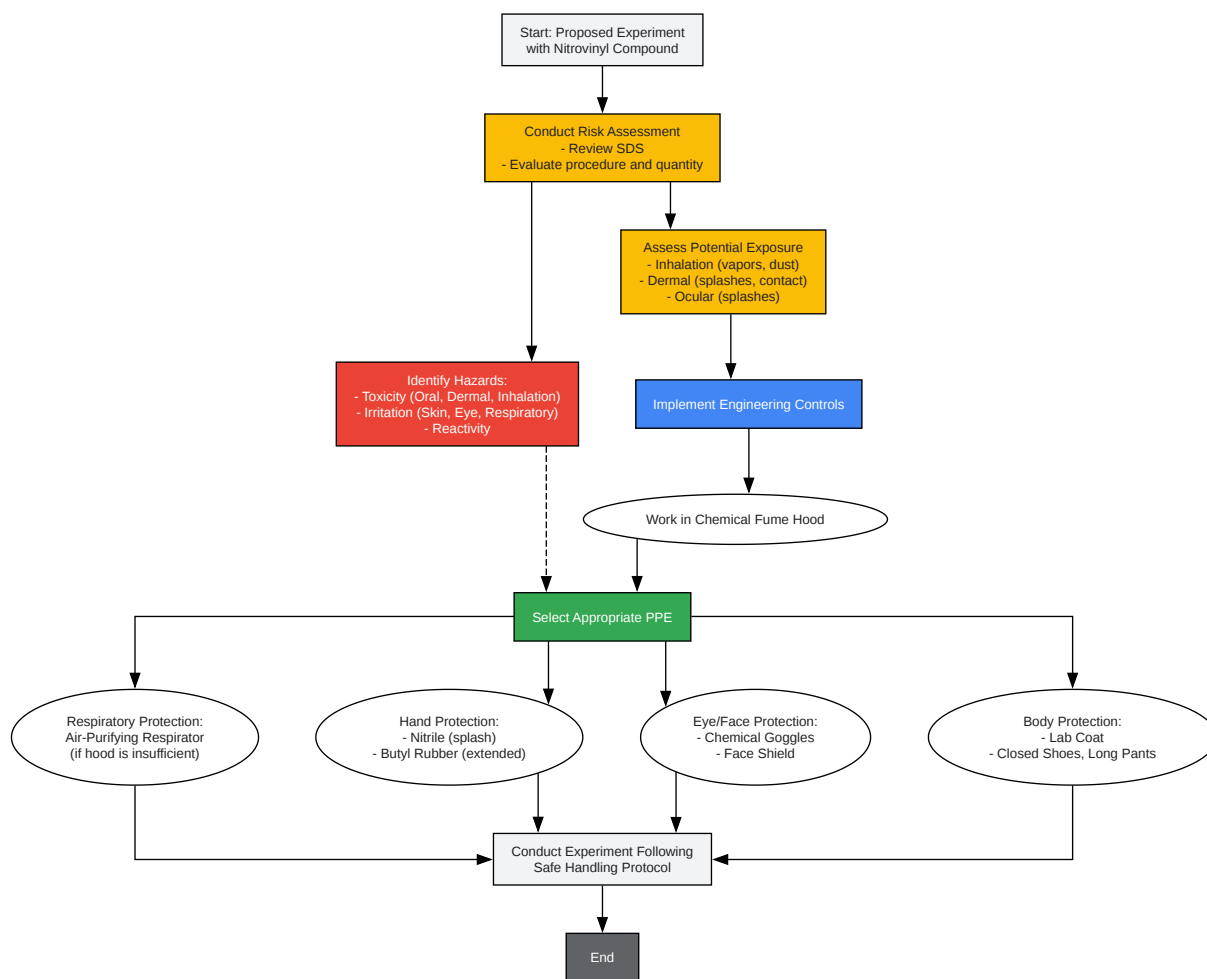 Start: Proposed Experiment
with Nitrovinyl Compound
Conduct Risk Assessment
- Review SDS
- Evaluate procedure and quantity
Assess Potential Exposure
- Inhalation (vapors, dust)
- Dermal (splashes, contact)
- Ocular (splashes)
Identify Hazards:
- Toxicity (Oral, Dermal, Inhalation)
- Irritation (Skin, Eye, Respiratory)
- Reactivity
Implement Engineering Controls
Work in Chemical Fume Hood
Select Appropriate PPE
Respiratory Protection:
Air-Purifying Respirator
(if hood is insufficient)
Hand Protection:
- Nitrile (splash)
- Butyl Rubber (extended)
Eye/Face Protection:
- Chemical Goggles
- Face Shield
Body Protection:
- Lab Coat
- Closed Shoes, Long Pants
Conduct Experiment Following
Safe Handling Protocol
End